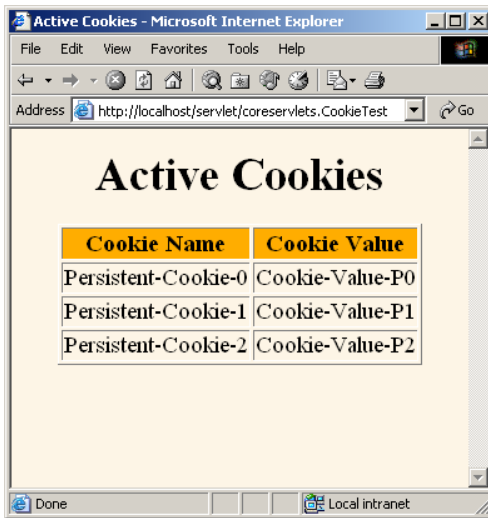 Active Cookies - Microsoft Internet Explorer
File Edit View Favorites Tools Help
Address http://localhost/servlet/coreservlets.CookieTest Go
Active Cookies
Cookie Name Cookie Value
Persistent-Cookie-0 Cookie-Value-P0
Persistent-Cookie-1 Cookie-Value-P1
Persistent-Cookie-2 Cookie-Value-P2
Done Local intranet